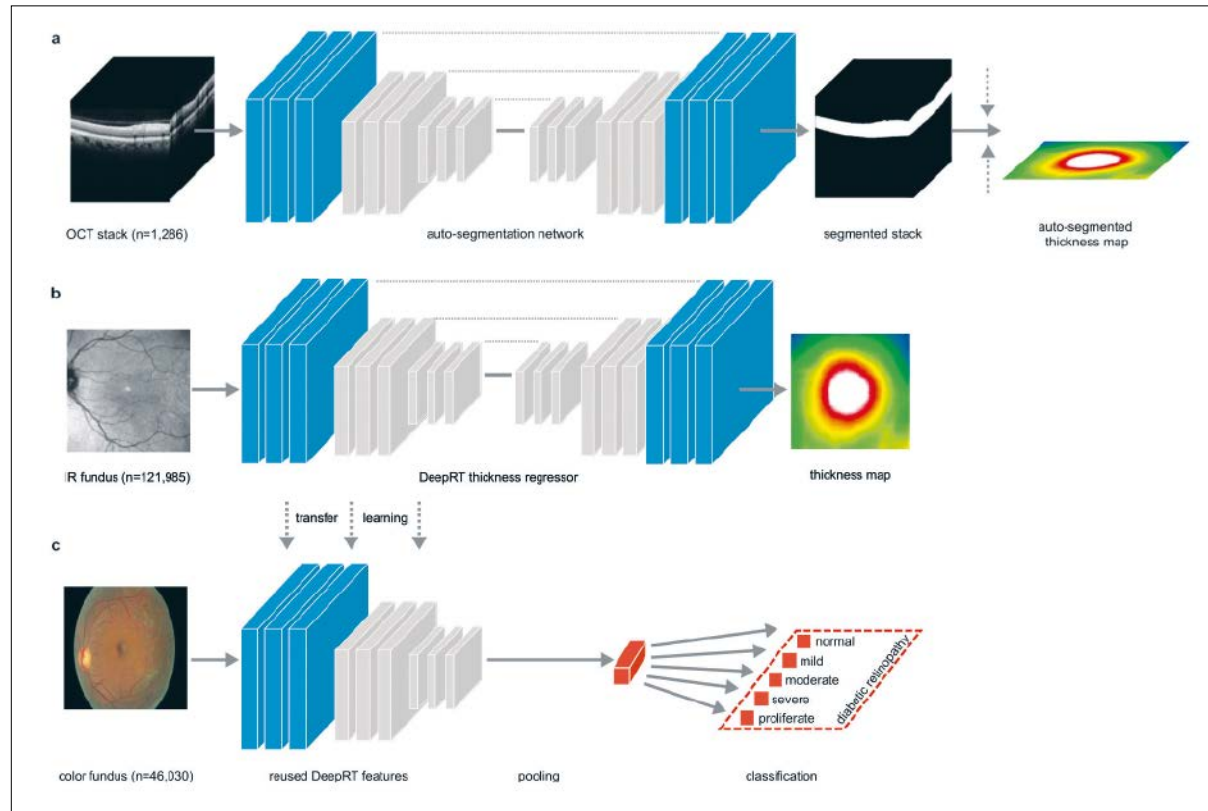 a
OCT stack (n=1,286)
auto-segmentation network
segmented stack
auto-segmented
thickness map
b
IR fundus (n=121,985)
DeepRT thickness regressor
thickness map
transfer learning
c
normal
mild
moderate
severe
proliferate
diabetic retinopathy
color fundus (n=46,030)
reused DeepRT features
pooling
classification